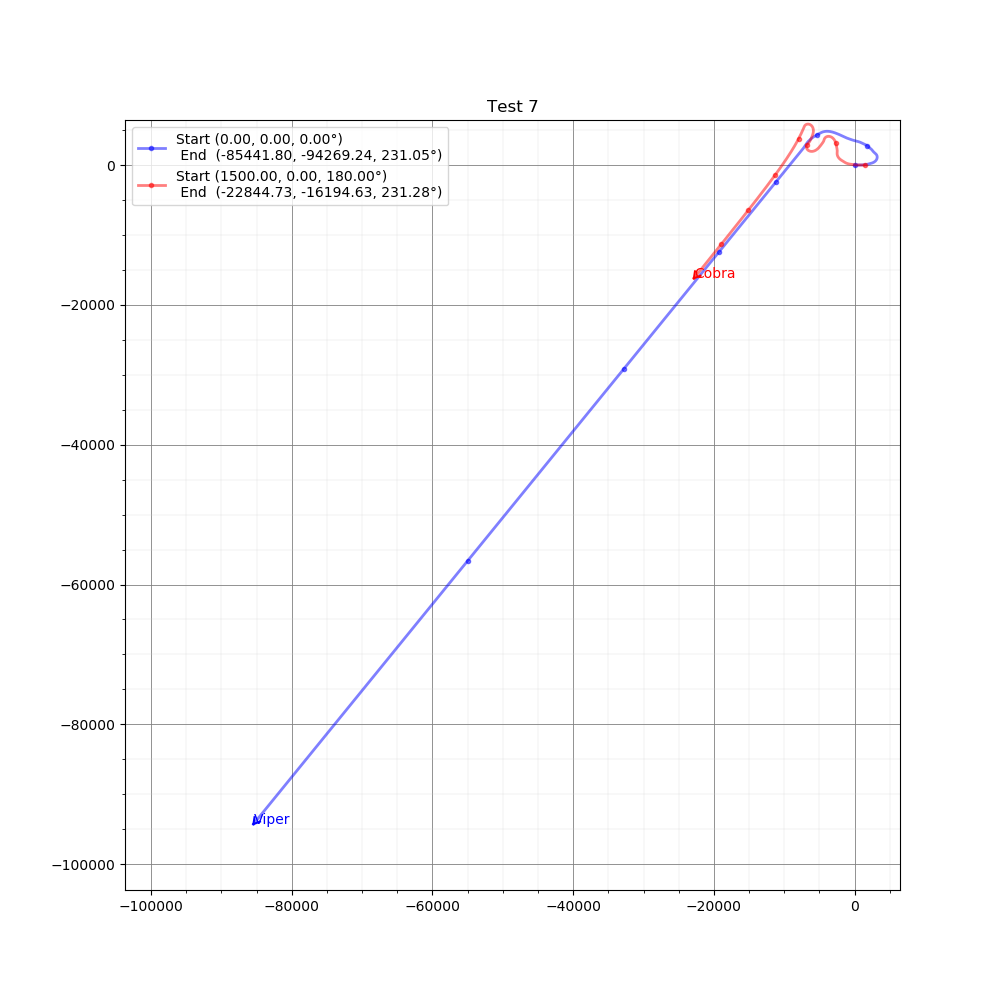 Test 7
Start (0.00, 0.00, 0.00°)
End (-85441.80, -94269.24, 231.05°)
Start (1500.00, 0.00, 180.00°)
End (-22844.73, -16194.63, 231.28°)
0
Cobra
−20000
−40000
−60000
−80000
Viper
−100000
−100000 −80000 −60000 −40000 −20000 0